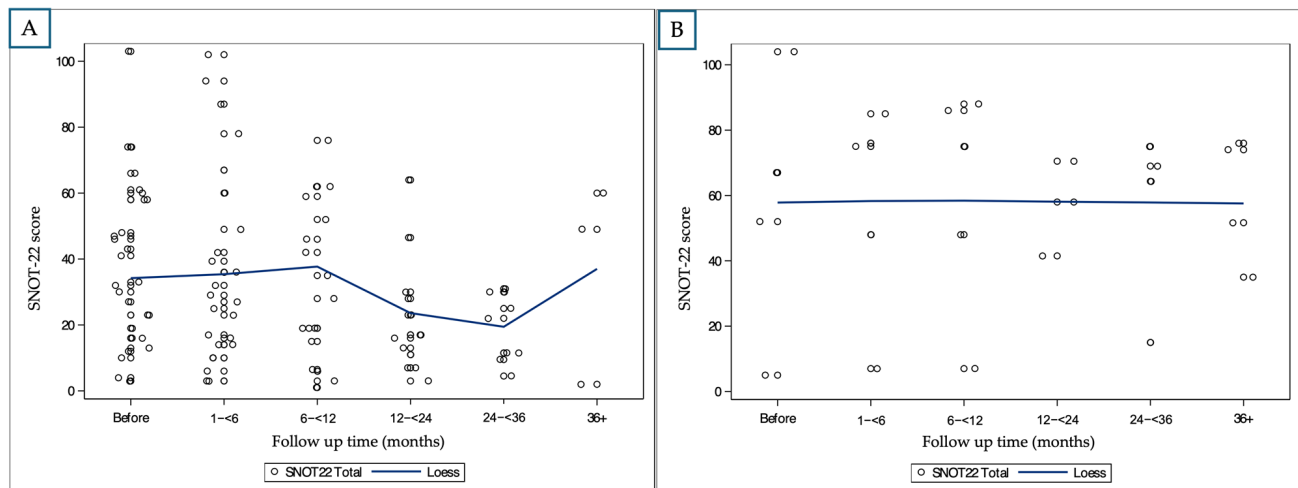 A
SNOT-22 score
100
80
60
40
20
0
Before 1-<6 6-<12 12-<24 24-<36 36+
Follow up time (months)
SNOT22 Total Loess
B
SNOT-22 score
100
80
60
40
20
0
Before 1-<6 6-<12 12-<24 24-<36 36+
Follow up time (months)
SNOT22 Total Loess